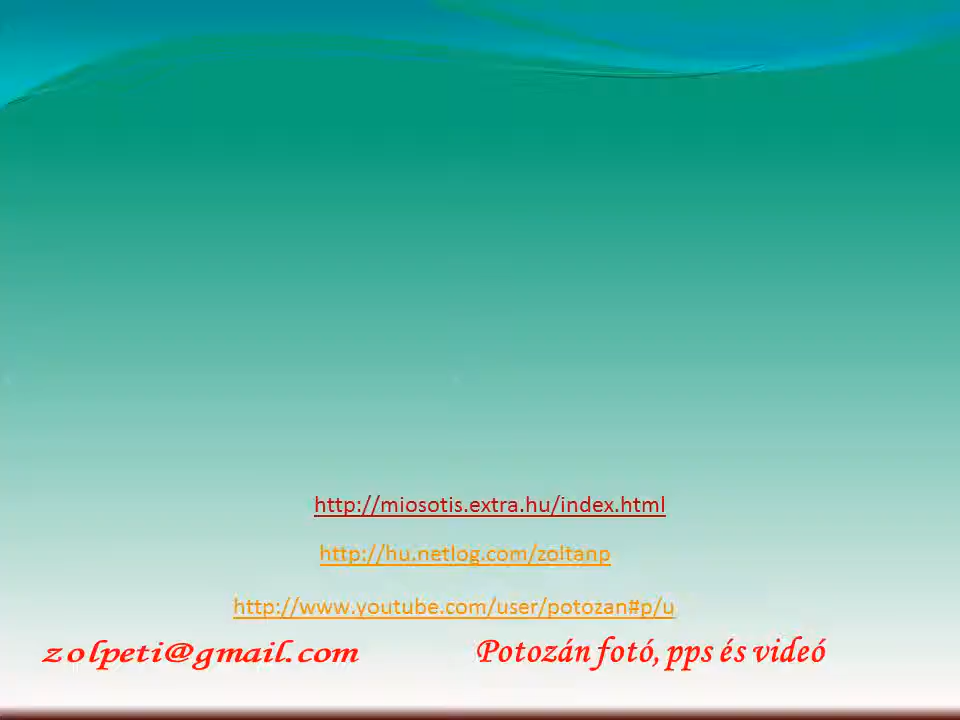 http://miosotis.extra.hu/index.html
http://hu.netlog.com/zoltanp
http://www.youtube.com/user/potozan#p/u
zolpeti@gmail.com
Potozán fotó, pps és videó